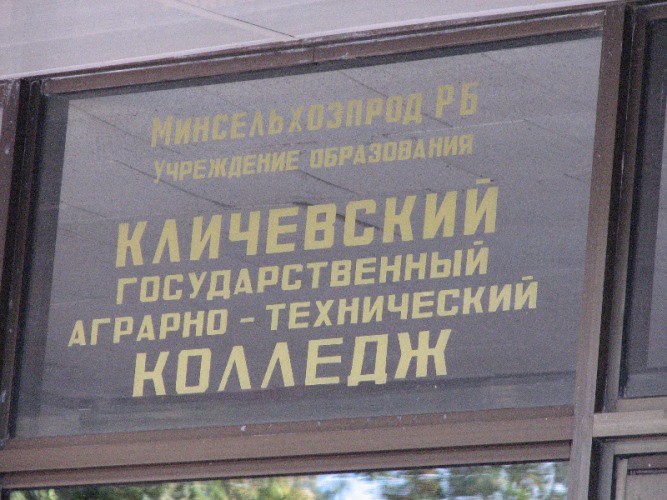 Минсельхозпрод РБ
Учреждение образования
КЛИЧЕВСКИЙ
ГОСУДАРСТВЕННЫЙ
АГРАРНО - ТЕХНИЧЕСКИЙ
КОЛЛЕДЖ